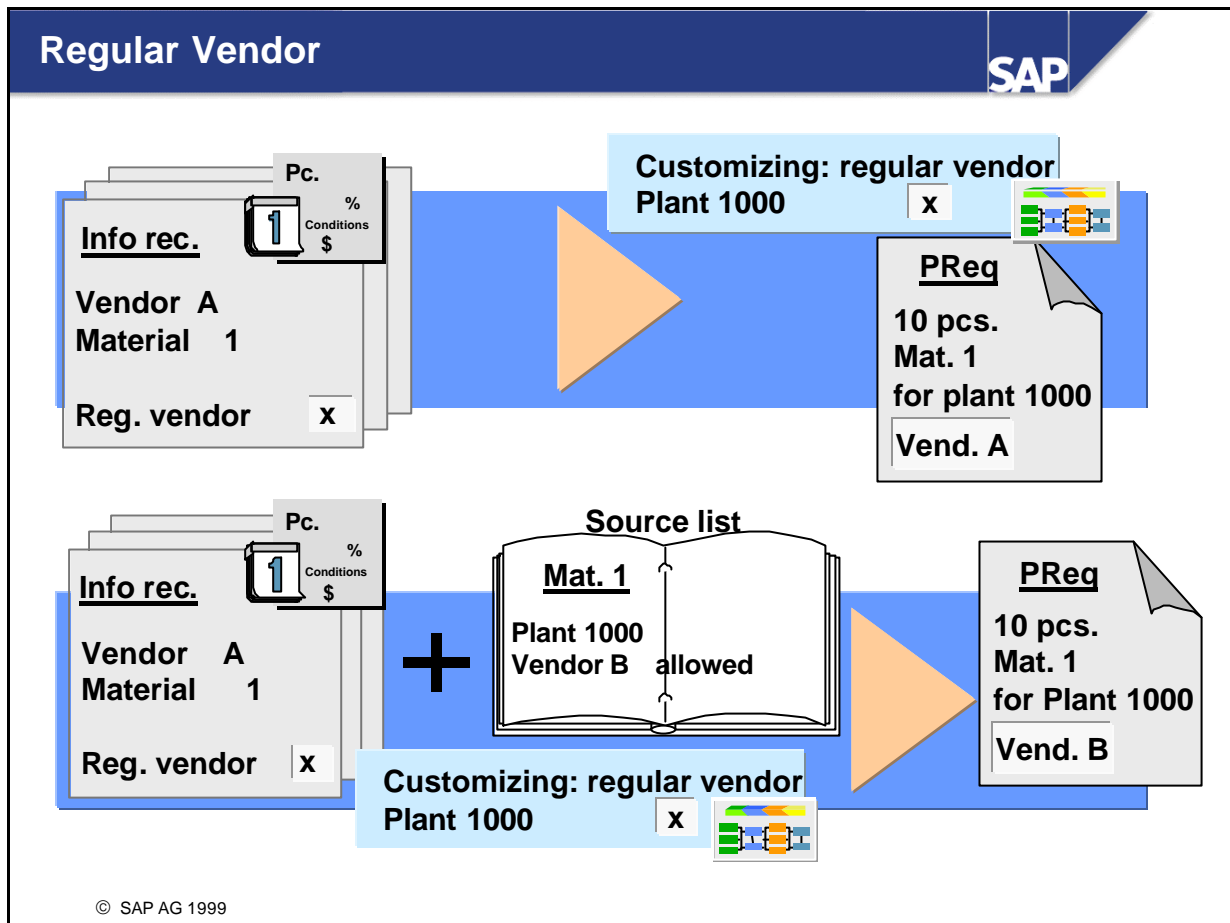 Regular Vendor
SAP
Pc.
%
Conditions
$
1
Info rec.
Vendor A
Material 1
Reg. vendor x
Customizing: regular vendor
Plant 1000 x
PReq
10 pcs.
Mat. 1
for plant 1000
Vend. A
Pc.
%
Conditions
$
1
Info rec.
Vendor A
Material 1
Reg. vendor x
Source list
Mat. 1
Plant 1000
Vendor B allowed
Customizing: regular vendor
Plant 1000 x
PReq
10 pcs.
Mat. 1
for Plant 1000
Vend. B
© SAP AG 1999